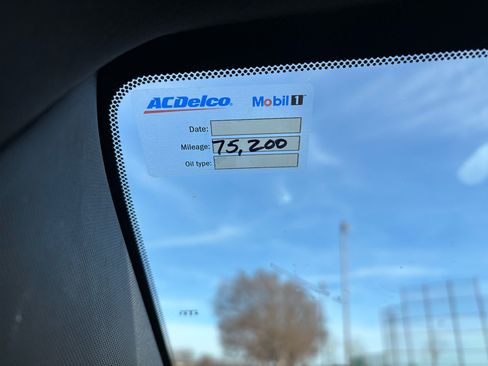 ACDelco Mobil 1
Date:
Mileage: 75,200
Oil type: